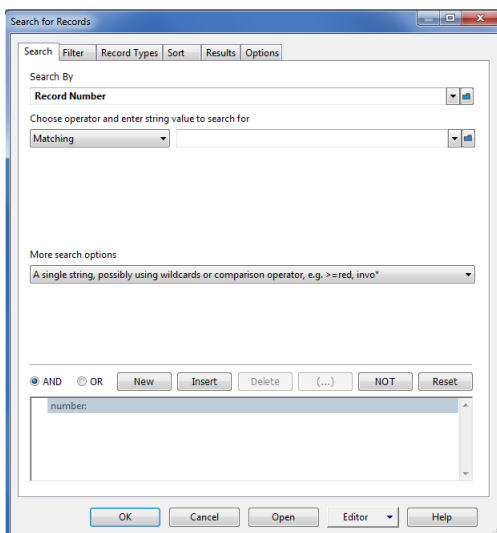 Search for Records
Search Filter Record Types Sort Results Options
Search By
Record Number
Choose operator and enter string value to search for
Matching
More search options
A single string, possibly using wildcards or comparison operator, e.g. >=red, invo*
AND OR New Insert Delete (...) NOT Reset
number:
OK Cancel Open Editor Help